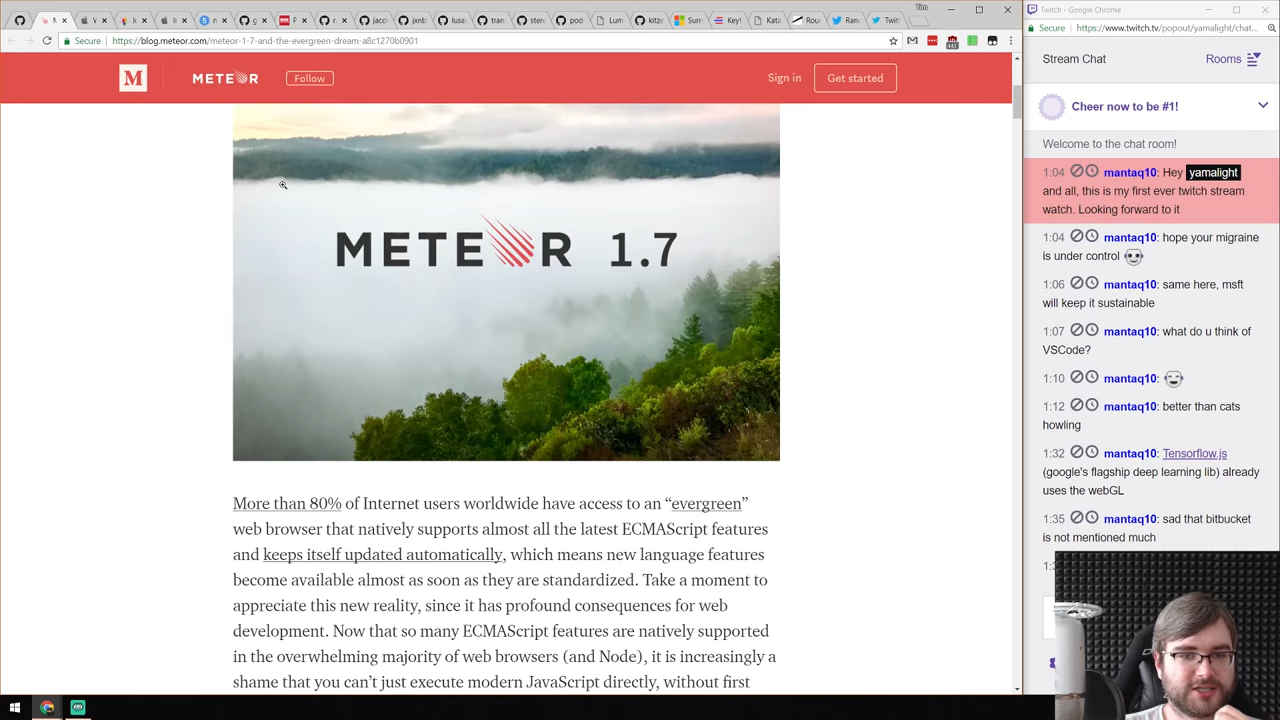 Secure
https://blog.meteor.com/meteor-1-7-and-the-evergreen-dream-a8c1270b0901
M
METEOR
Follow
Sign in
Get started
METEOR 1.7
More than 80% of Internet users worldwide have access to an “evergreen”
web browser that natively supports almost all the latest ECMAScript features
and keeps itself updated automatically, which means new language features
become available almost as soon as they are standardized. Take a moment to
appreciate this new reality, since it has profound consequences for web
development. Now that so many ECMAScript features are natively supported
in the overwhelming majority of web browsers (and Node), it is increasingly a
shame that you can’t just execute modern JavaScript directly, without first
Twitch - Google Chrome
Secure
https://www.twitch.tv/popout/yamalight/chat...
Stream Chat
Rooms
Cheer now to be #1!
Welcome to the chat room!
1:04 mantaq10: Hey yamalight
and all, this is my first ever twitch stream
watch. Looking forward to it
1:04 mantaq10: hope your migraine
is under control
1:06 mantaq10: same here, msft
will keep it sustainable
1:07 mantaq10: what do u think of
VSCode?
1:10 mantaq10:
1:12 mantaq10: better than cats
howling
1:32 mantaq10: Tensorflow.js
(google's flagship deep learning lib) already
uses the webGL
1:35 mantaq10: sad that bitbucket
is not mentioned much